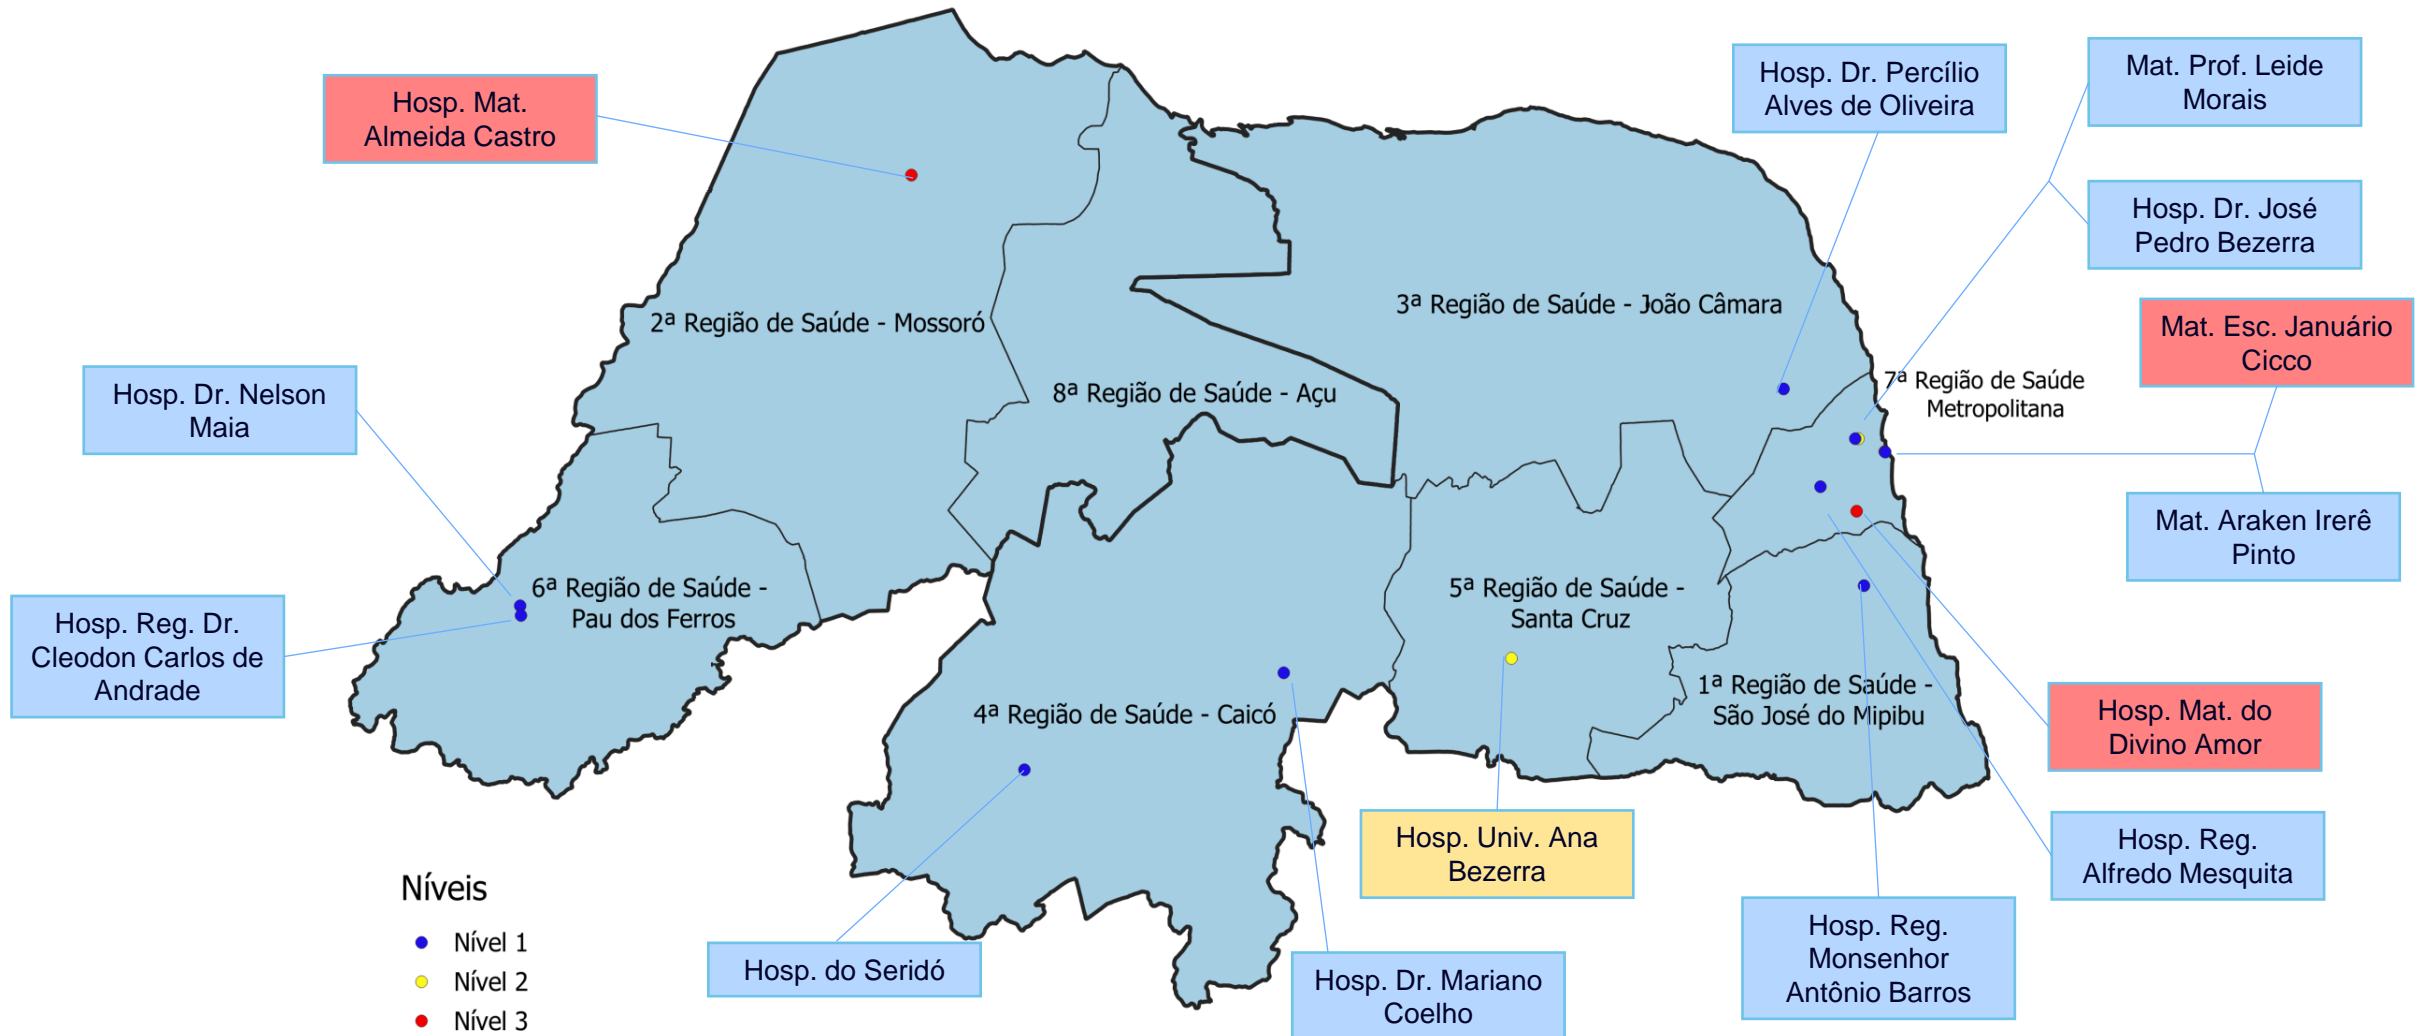 Hosp. Mat.
Almeida Castro
Hosp. Dr. Percílio
Alves de Oliveira
Mat. Prof. Leide
Morais
Hosp. Dr. José
Pedro Bezerra
Mat. Esc. Januário
Cicco
2ª Região de Saúde - Mossoró
3ª Região de Saúde - João Câmara
8ª Região de Saúde - Açu
7ª Região de Saúde
Metropolitana
Hosp. Dr. Nelson
Maia
Mat. Araken Irerê
Pinto
6ª Região de Saúde -
Pau dos Ferros
5ª Região de Saúde -
Santa Cruz
Hosp. Reg. Dr.
Cleodon Carlos de
Andrade
4ª Região de Saúde - Caicó
1ª Região de Saúde -
São José do Mipibu
Hosp. Mat. do
Divino Amor
Hosp. Univ. Ana
Bezerra
Hosp. Reg.
Alfredo Mesquita
Hosp. Reg.
Monsenhor
Antônio Barros
Hosp. do Seridó
Hosp. Dr. Mariano
Coelho
Níveis
Nível 1
Nível 2
Nível 3